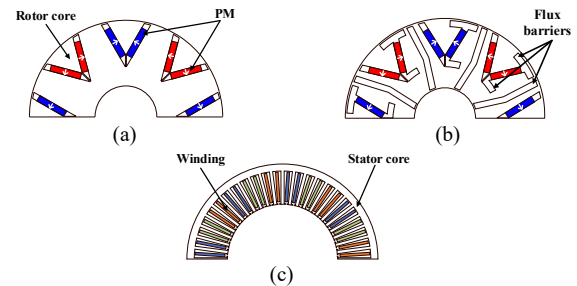 Rotor core
PM
Flux
barriers
(a)
(b)
Winding
Stator core
(c)